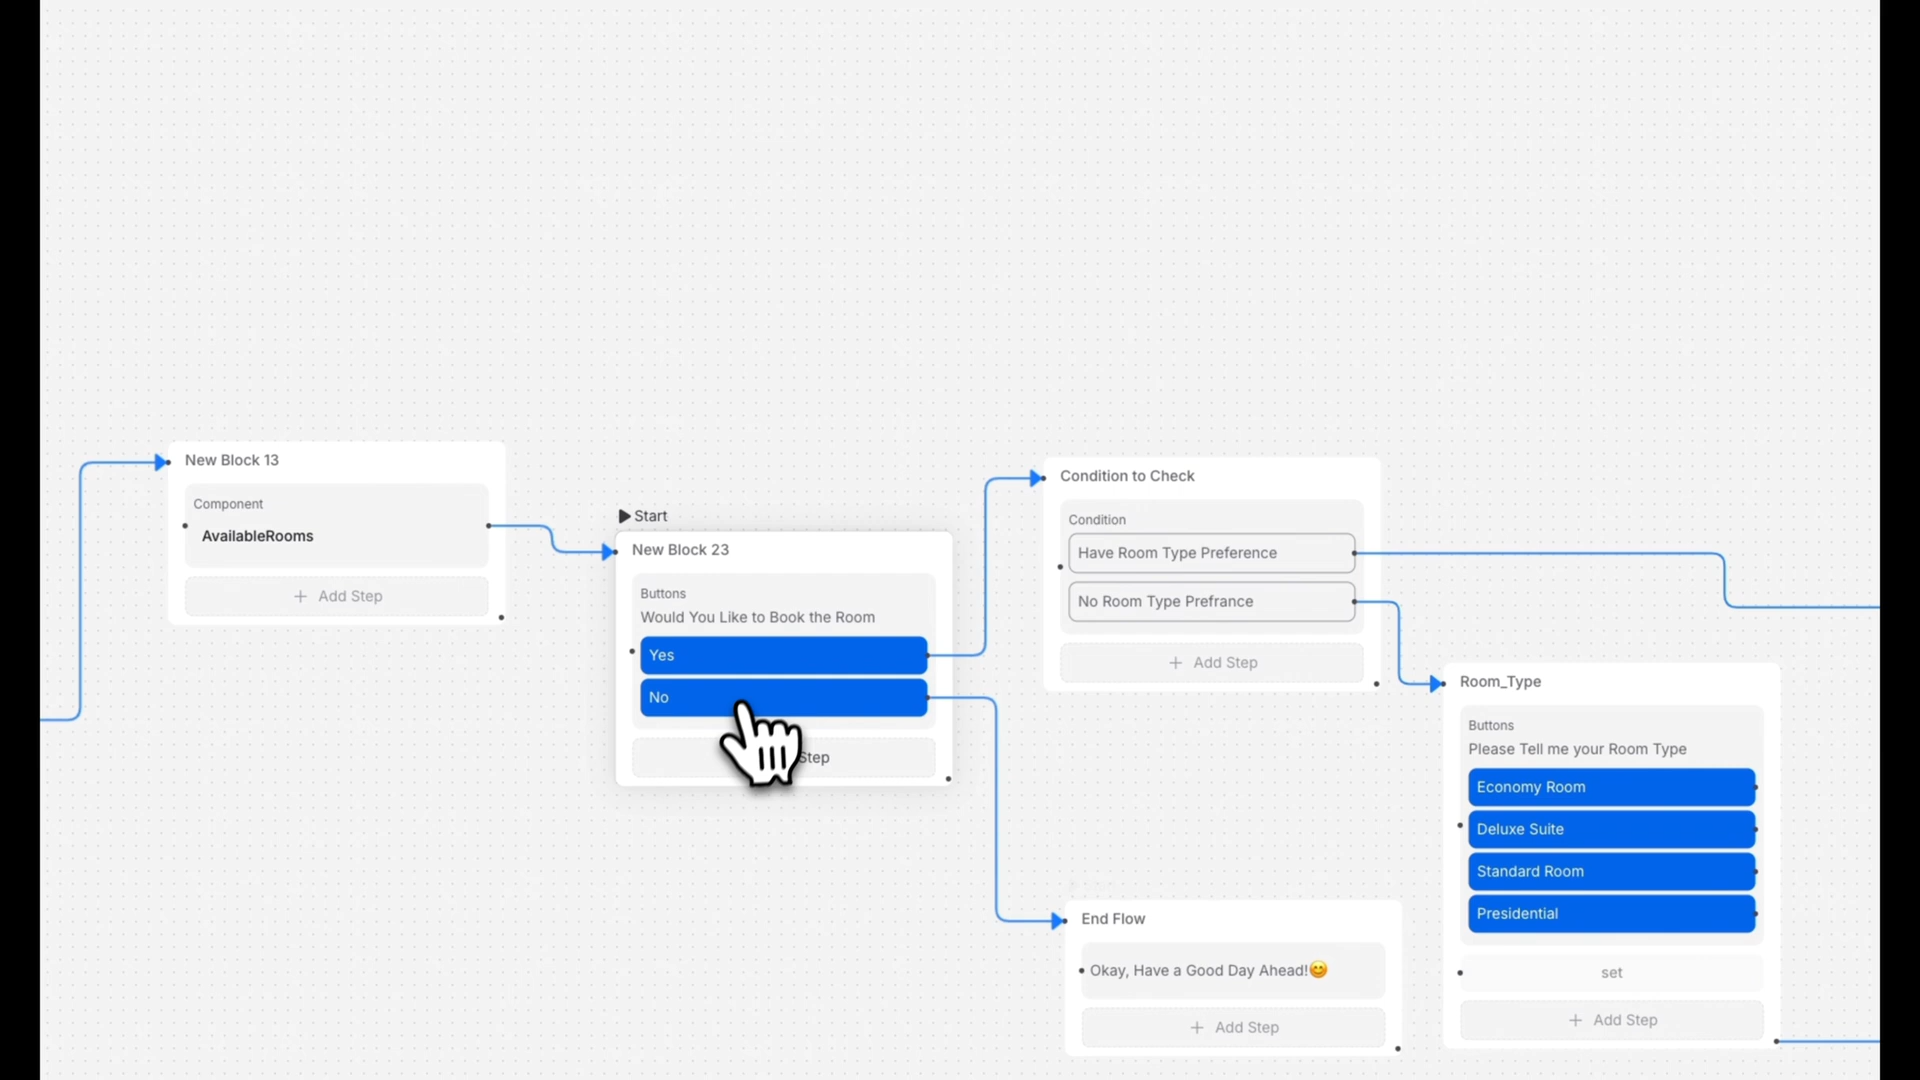 New Block 13
Component
AvailableRooms
+ Add Step
Start
New Block 23
Buttons
Would You Like to Book the Room
Yes
No
Step
Condition to Check
Condition
Have Room Type Preference
No Room Type Prefrance
+ Add Step
Room_Type
Buttons
Please Tell me your Room Type
Economy Room
Deluxe Suite
Standard Room
Presidential
set
+ Add Step
End Flow
Okay, Have a Good Day Ahead!😊
+ Add Step